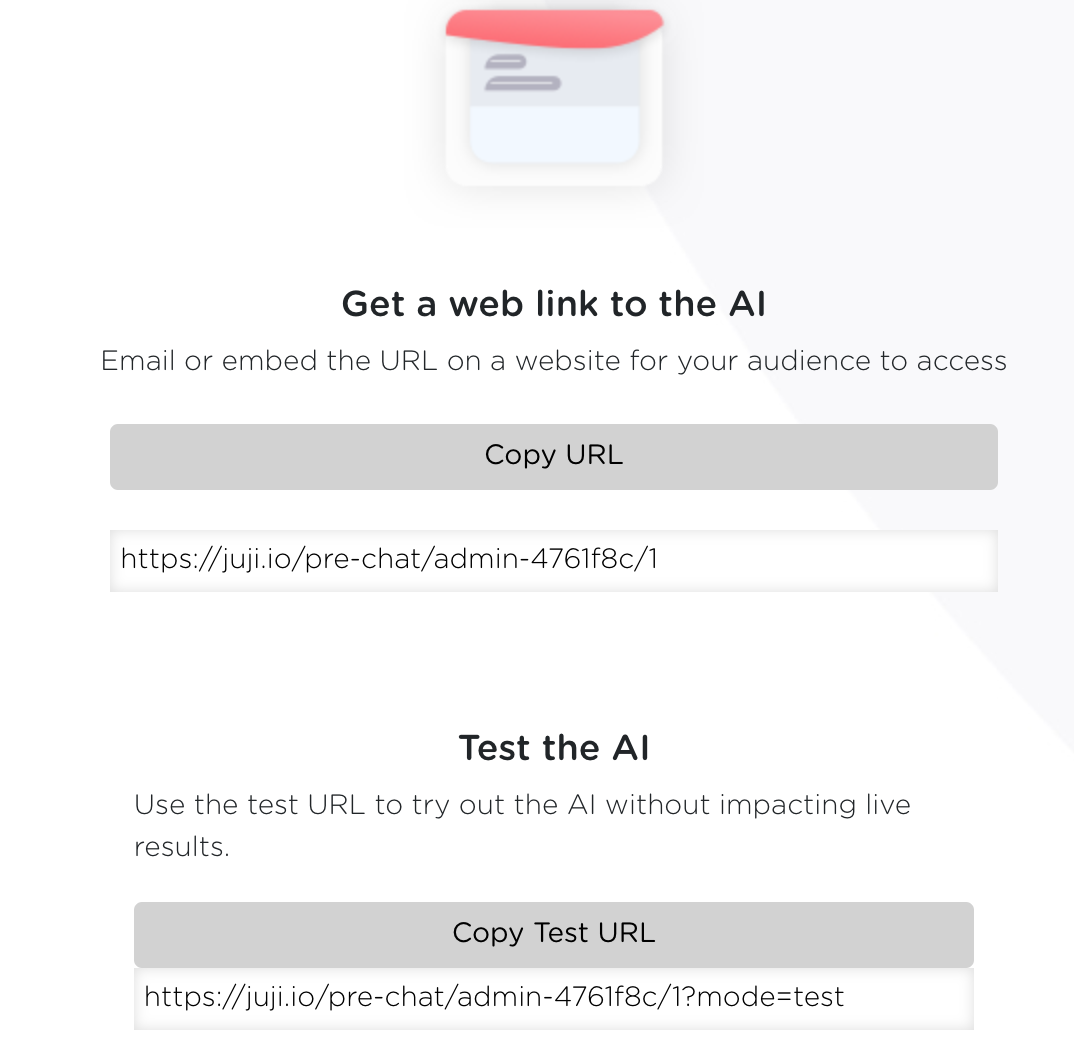 Get a web link to the AI
Email or embed the URL on a website for your audience to access
Copy URL
https://juji.io/pre-chat/admin-4761f8c/1
Test the AI
Use the test URL to try out the AI without impacting live
results.
Copy Test URL
https://juji.io/pre-chat/admin-4761f8c/1?mode=test